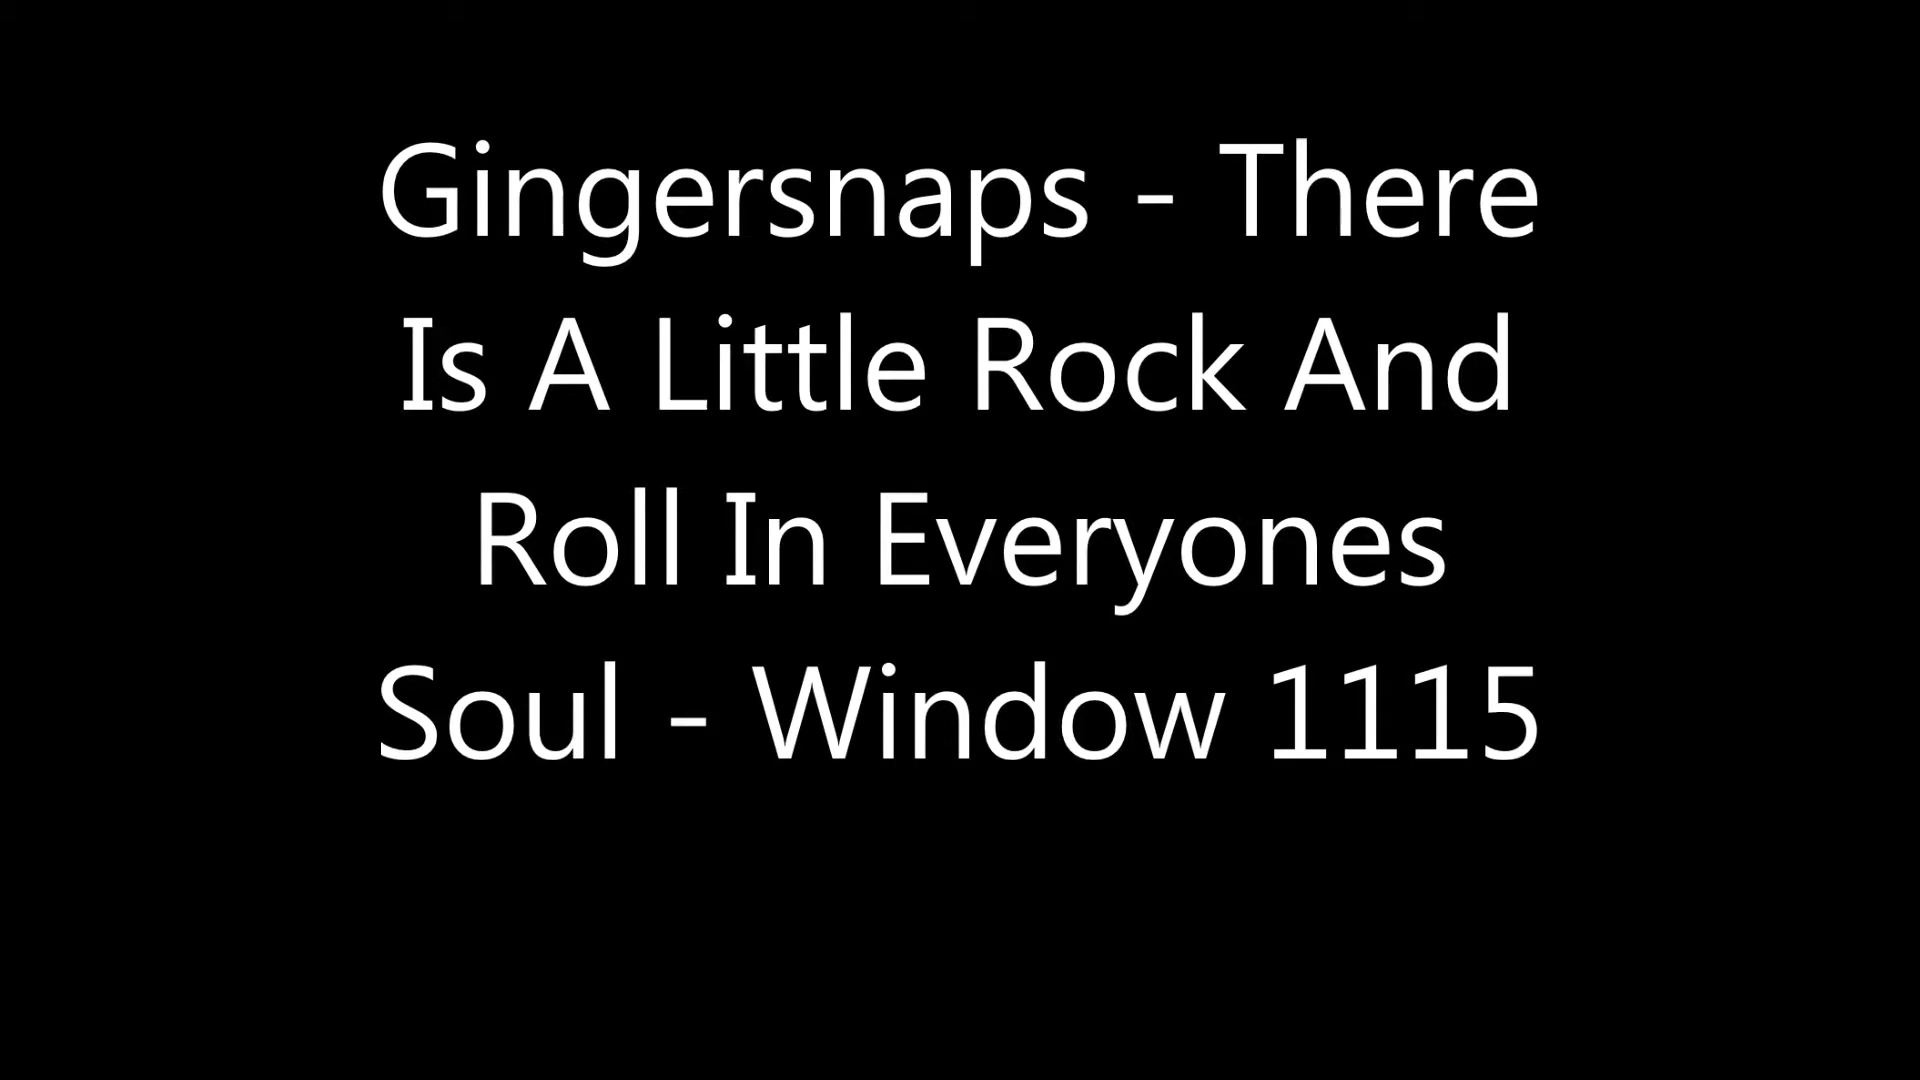 Gingersnaps - There
Is A Little Rock And
Roll In Everyones
Soul - Window 1115